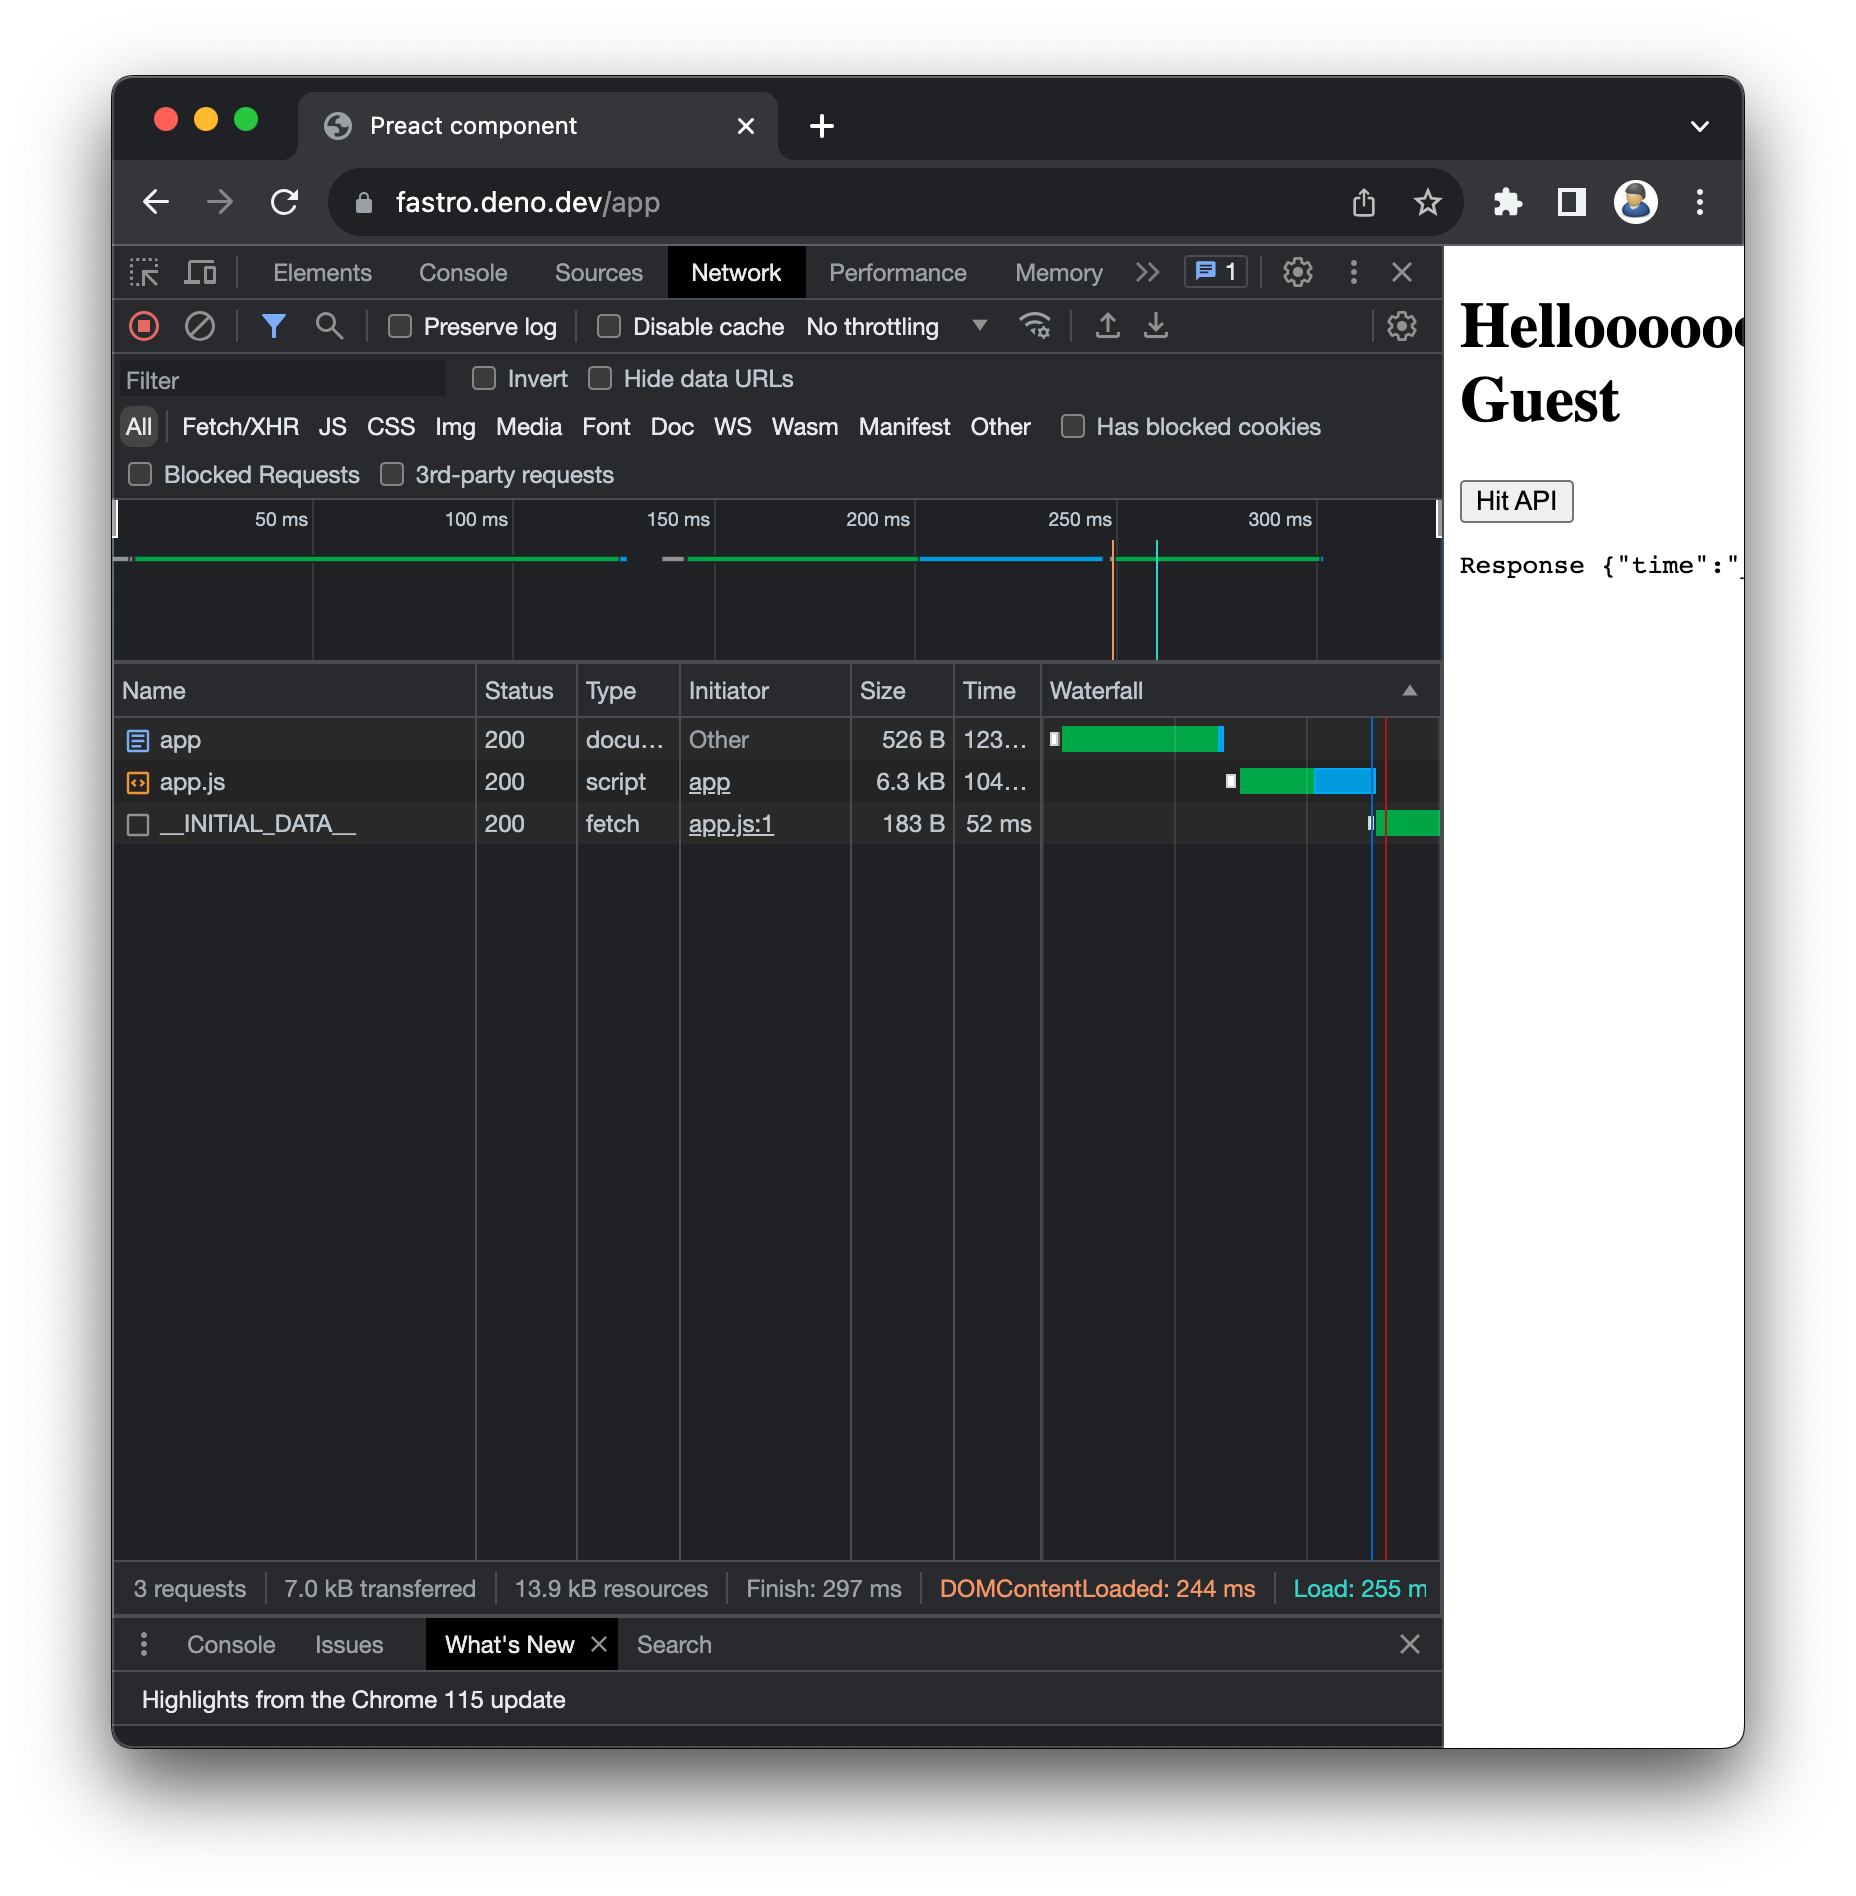 Preact component
fastro.deno.dev/app
Elements Console Sources Network Performance Memory 1
Preserve log Disable cache No throttling
Filter Invert Hide data URLs
All Fetch/XHR JS CSS Img Media Font Doc WS Wasm Manifest Other Has blocked cookies
Blocked Requests 3rd-party requests
50 ms 100 ms 150 ms 200 ms 250 ms 300 ms
Name Status Type Initiator Size Time Waterfall
app 200 docu... Other 526 B 123...
app.js 200 script app 6.3 kB 104...
__INITIAL_DATA__ 200 fetch app.js:1 183 B 52 ms
3 requests 7.0 kB transferred 13.9 kB resources Finish: 297 ms DOMContentLoaded: 244 ms Load: 255 m
Console Issues What's New Search
Highlights from the Chrome 115 update
Helloooooo
Guest
Hit API
Response {"time":"